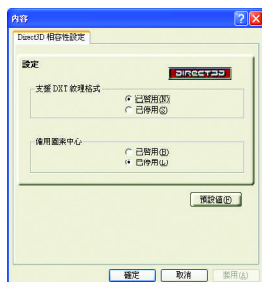 內容
Direct3D 相容性設定
設定
DIRECT3D
支援 DXT 紋理格式
已啟用(N)
已停用(S)
備用圖素中心
已啟用(B)
已停用(L)
預設值(F)
確定
取消
套用(A)